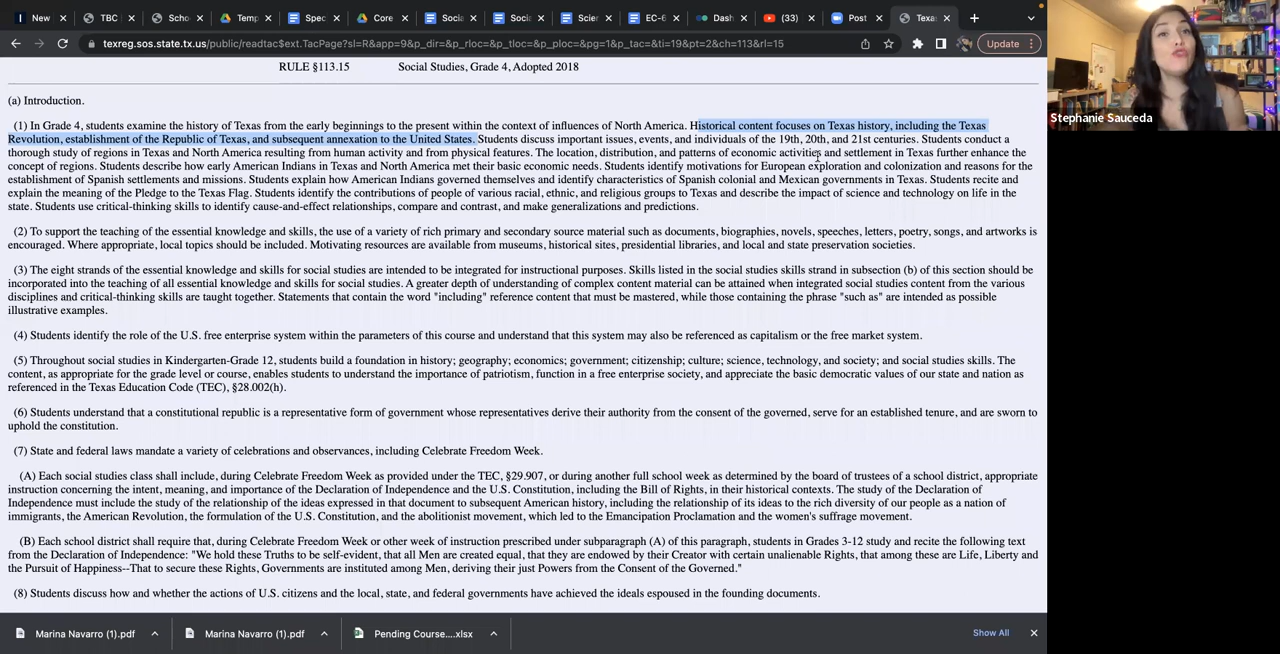 New
TBC
Scho
Temp
Spec
Core
Socia
Socia
Scien
EC-6
Dash
(33)
Post
Texas
texreg.sos.state.tx.us/public/readtac$ext.TacPage?sl=R&app=9&p_dir=&p_rloc=&p_tloc=&p_ploc=&pg=1&p_tac=&ti=19&pt=2&ch=113&rl=15
Update
RULE §113.15 Social Studies, Grade 4, Adopted 2018
(a) Introduction.
(1) In Grade 4, students examine the history of Texas from the early beginnings to the present within the context of influences of North America. Historical content focuses on Texas history, including the Texas
Revolution, establishment of the Republic of Texas, and subsequent annexation to the United States. Students discuss important issues, events, and individuals of the 19th, 20th, and 21st centuries. Students conduct a
thorough study of regions in Texas and North America resulting from human activity and from physical features. The location, distribution, and patterns of economic activities and settlement in Texas further enhance the
concept of regions. Students describe how early American Indians in Texas and North America met their basic economic needs. Students identify motivations for European exploration and colonization and reasons for the
establishment of Spanish settlements and missions. Students explain how American Indians governed themselves and identify characteristics of Spanish colonial and Mexican governments in Texas. Students recite and
explain the meaning of the Pledge to the Texas Flag. Students identify the contributions of people of various racial, ethnic, and religious groups to Texas and describe the impact of science and technology on life in the
state. Students use critical-thinking skills to identify cause-and-effect relationships, compare and contrast, and make generalizations and predictions.
(2) To support the teaching of the essential knowledge and skills, the use of a variety of rich primary and secondary source material such as documents, biographies, novels, speeches, letters, poetry, songs, and artworks is
encouraged. Where appropriate, local topics should be included. Motivating resources are available from museums, historical sites, presidential libraries, and local and state preservation societies.
(3) The eight strands of the essential knowledge and skills for social studies are intended to be integrated for instructional purposes. Skills listed in the social studies skills strand in subsection (b) of this section should be
incorporated into the teaching of all essential knowledge and skills for social studies. A greater depth of understanding of complex content material can be attained when integrated social studies content from the various
disciplines and critical-thinking skills are taught together. Statements that contain the word "including" reference content that must be mastered, while those containing the phrase "such as" are intended as possible
illustrative examples.
(4) Students identify the role of the U.S. free enterprise system within the parameters of this course and understand that this system may also be referenced as capitalism or the free market system.
(5) Throughout social studies in Kindergarten-Grade 12, students build a foundation in history; geography; economics; government; citizenship; culture; science, technology, and society; and social studies skills. The
content, as appropriate for the grade level or course, enables students to understand the importance of patriotism, function in a free enterprise society, and appreciate the basic democratic values of our state and nation as
referenced in the Texas Education Code (TEC), §28.002(h).
(6) Students understand that a constitutional republic is a representative form of government whose representatives derive their authority from the consent of the governed, serve for an established tenure, and are sworn to
uphold the constitution.
(7) State and federal laws mandate a variety of celebrations and observances, including Celebrate Freedom Week.
(A) Each social studies class shall include, during Celebrate Freedom Week as provided under the TEC, §29.907, or during another full school week as determined by the board of trustees of a school district, appropriate
instruction concerning the intent, meaning, and importance of the Declaration of Independence and the U.S. Constitution, including the Bill of Rights, in their historical contexts. The study of the Declaration of
Independence must include the study of the relationship of the ideas expressed in that document to subsequent American history, including the relationship of its ideas to the rich diversity of our people as a nation of
immigrants, the American Revolution, the formulation of the U.S. Constitution, and the abolitionist movement, which led to the Emancipation Proclamation and the women's suffrage movement.
(B) Each school district shall require that, during Celebrate Freedom Week or other week of instruction prescribed under subparagraph (A) of this paragraph, students in Grades 3-12 study and recite the following text
from the Declaration of Independence: "We hold these Truths to be self-evident, that all Men are created equal, that they are endowed by their Creator with certain unalienable Rights, that among these are Life, Liberty and
the Pursuit of Happiness--That to secure these Rights, Governments are instituted among Men, deriving their just Powers from the Consent of the Governed."
(8) Students discuss how and whether the actions of U.S. citizens and the local, state, and federal governments have achieved the ideals espoused in the founding documents.
Stephanie Sauceda
Marina Navarro (1).pdf
Marina Navarro (1).pdf
Pending Course....xlsx
Show All